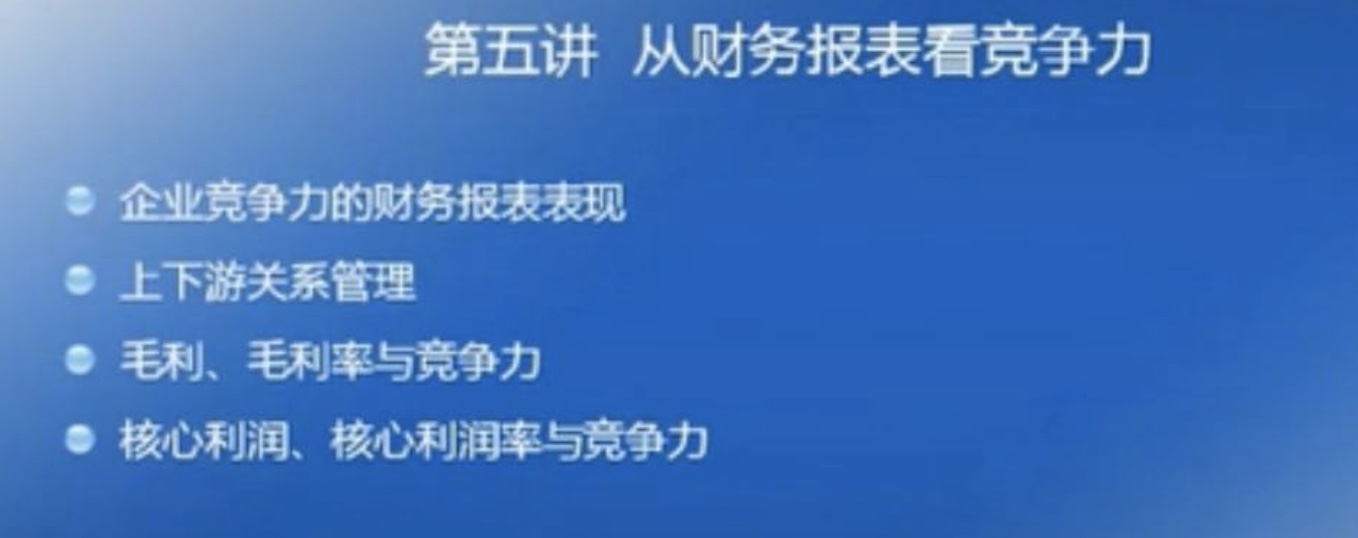 第五讲 从财务报表看竞争力
企业竞争力的财务报表表现
上下游关系管理
毛利、毛利率与竞争力
核心利润、核心利润率与竞争力